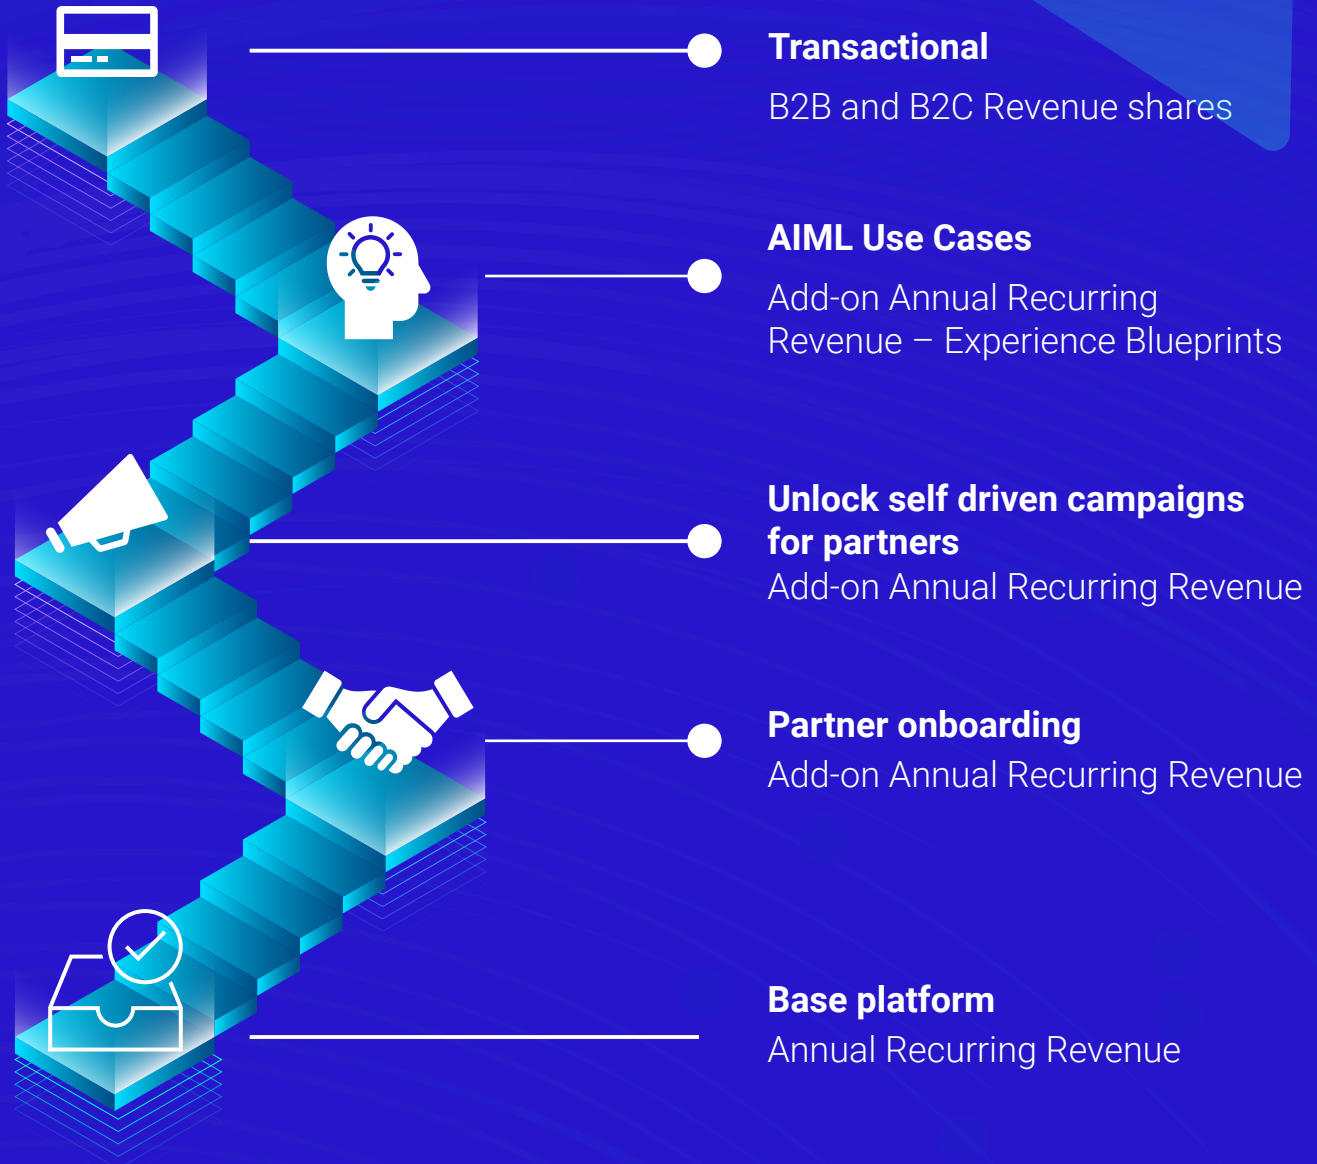 Transactional
B2B and B2C Revenue shares
AIML Use Cases
Add-on Annual Recurring
Revenue – Experience Blueprints
Unlock self driven campaigns
for partners
Add-on Annual Recurring Revenue
Partner onboarding
Add-on Annual Recurring Revenue
Base platform
Annual Recurring Revenue